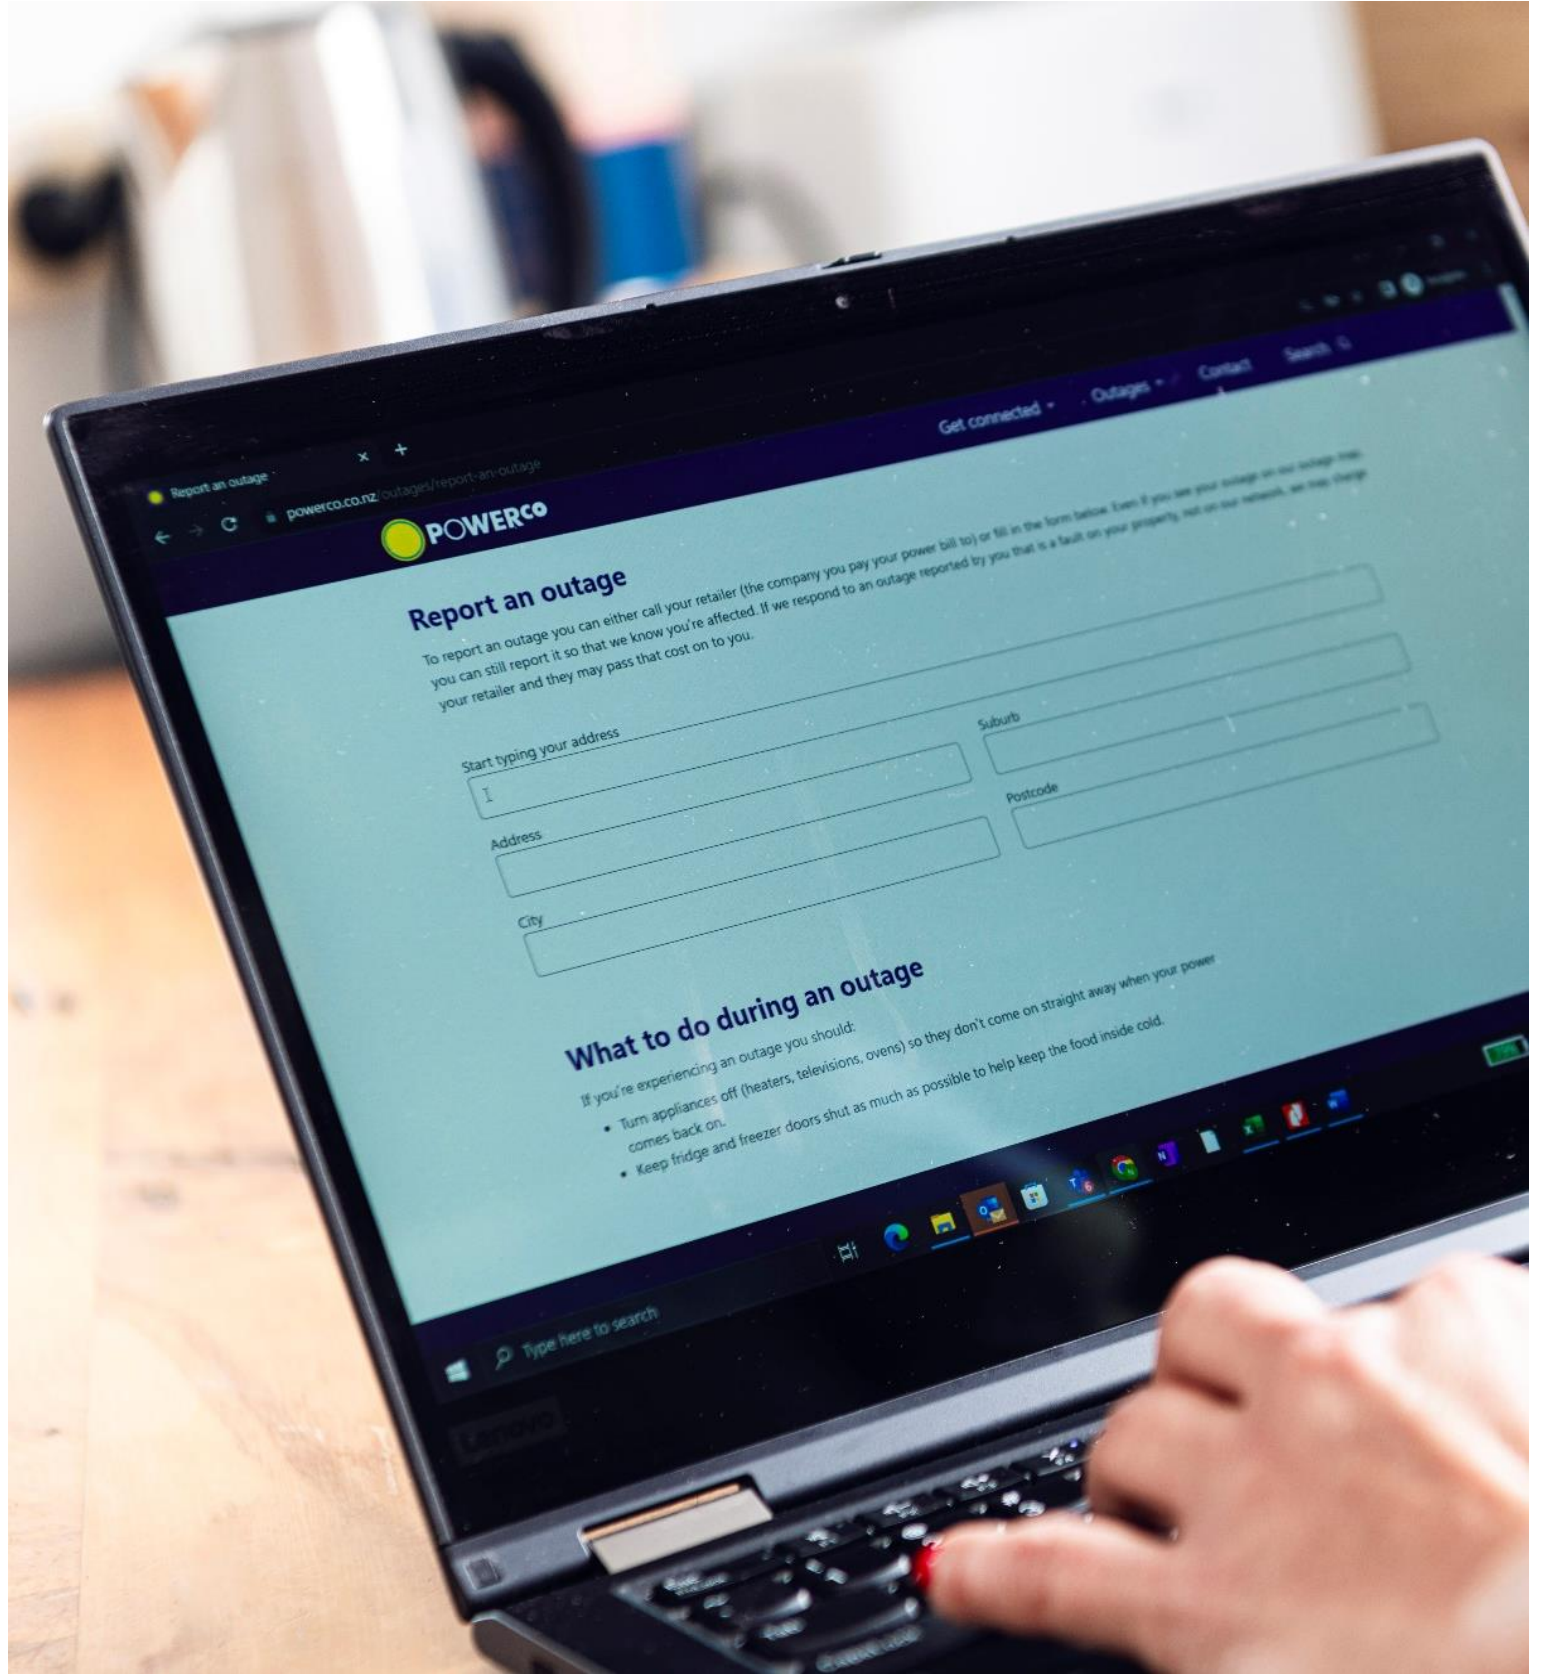 Report an outage
powerco.co.nz/outages/report-an-outage
POWERCO
Get connected
Outages
Contact
Search
Report an outage
To report an outage you can either call your retailer (the company you pay your power bill to) or fill in the form below. Even if you see your outage on our outage map,
you can still report it so that we know you're affected. If we respond to an outage reported by you that is a fault on your property, not on our network, we may charge
your retailer and they may pass that cost on to you.
Start typing your address
Address
Suburb
City
Postcode
What to do during an outage
If you're experiencing an outage you should:
• Turn appliances off (heaters, televisions, ovens) so they don't come on straight away when your power
comes back on.
• Keep fridge and freezer doors shut as much as possible to help keep the food inside cold.
Type here to search
Lenovo